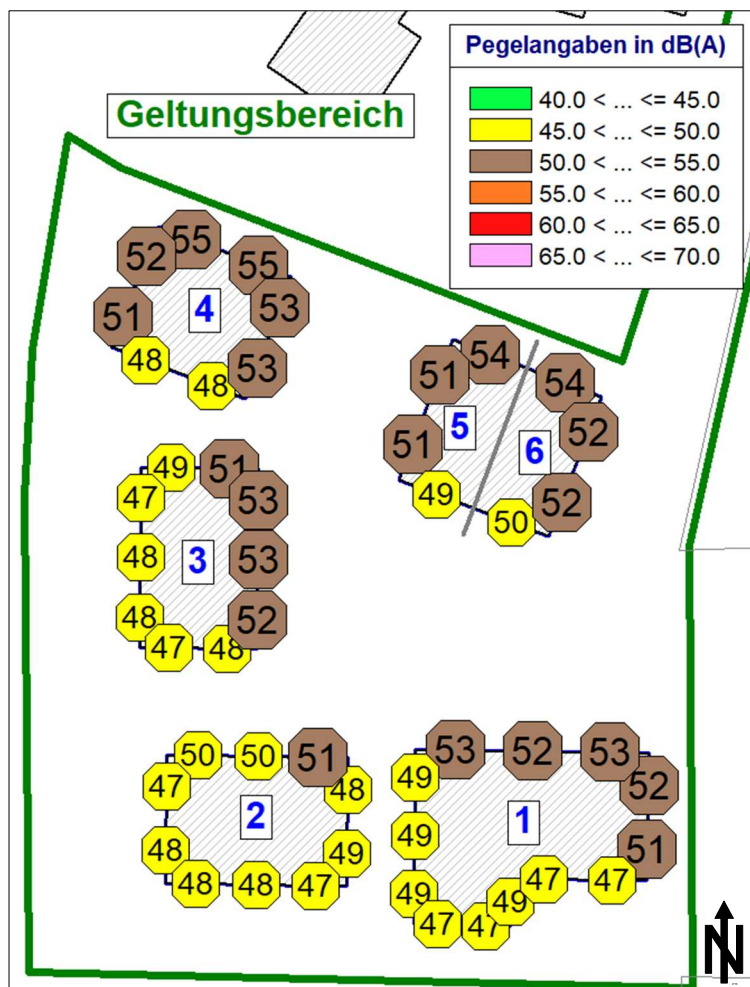 Pegelangaben in dB(A)
40.0 < ... <= 45.0
45.0 < ... <= 50.0
50.0 < ... <= 55.0
55.0 < ... <= 60.0
60.0 < ... <= 65.0
65.0 < ... <= 70.0
Geltungsbereich
52 55 55
51 4 53
48 48 53
51 54 54
51 5 6 52
49 50 52
49 51
47 53
48 3 53
48 52
47 48
50 50 51
47 2 48
48 49
48 48 47
53 52 53
49 52
49 1 51
49 49 47 47
47 47
N